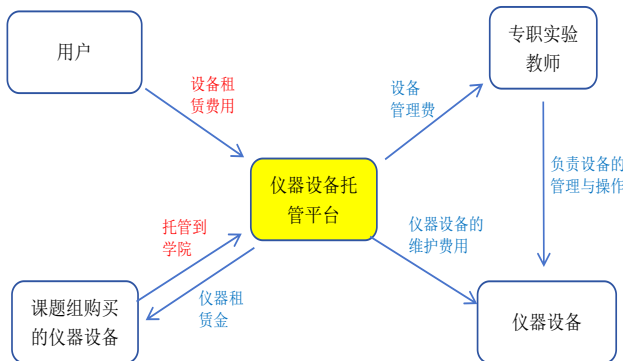 用户
专职实验
教师
设备租
赁费用
设备
管理费
仪器设备托
管平台
负责设备的
管理与操作
托管到
学院
仪器设备的
维护费用
仪器租
赁金
课题组购买
的仪器设备
仪器设备